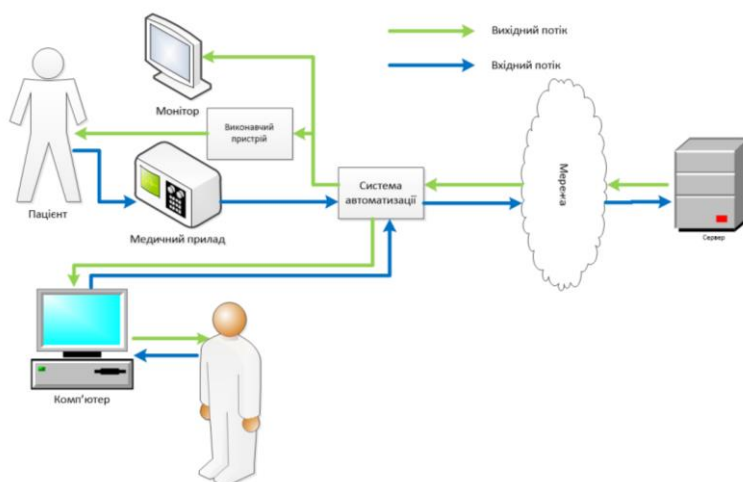 Вихідний потік
Вхідний потік
Монітор
Виконавчий
пристрій
Пацієнт
Медичний прилад
Система
автоматизації
Мережа
Сервер
Комп'ютер